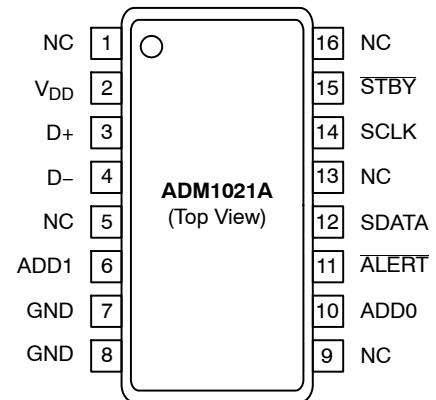 NC 1 16 NC
VDD 2 15 STBY
D+ 3 14 SCLK
D− 4 13 NC
ADM1021A
(Top View)
NC 5 12 SDATA
ADD1 6 11 ALERT
GND 7 10 ADD0
GND 8 9 NC